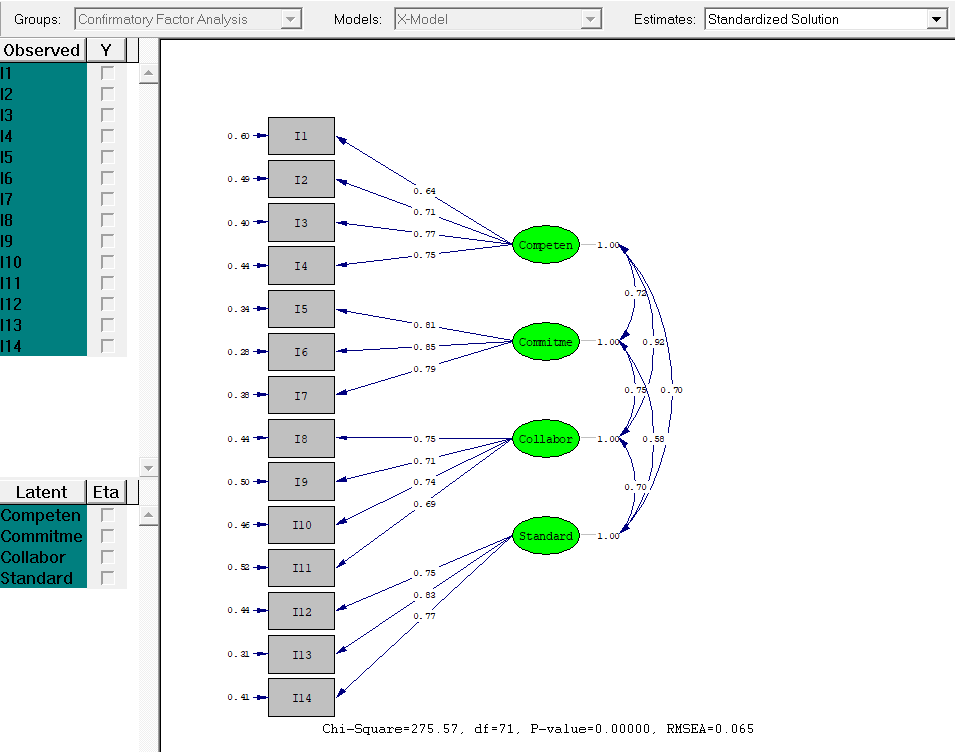 Groups: Confirmatory Factor Analysis Models: X-Model Estimates: Standardized Solution
Observed Y
I1
I2
I3
I4
I5
I6
I7
I8
I9
I10
I11
I12
I13
I14
Latent Eta
Competen
Commitme
Collabor
Standard
0.60 I1
0.49 I2
0.40 I3
0.44 I4
0.34 I5
0.28 I6
0.38 I7
0.44 I8
0.50 I9
0.46 I10
0.52 I11
0.44 I12
0.31 I13
0.41 I14
0.64
0.71
0.77
0.75
0.81
0.85
0.79
0.75
0.71
0.74
0.69
0.75
0.83
0.77
Competen 1.00
Commitme 1.00
Collabor 1.00
Standard 1.00
0.72
0.92
0.75 0.70
0.58
0.70
Chi-Square=275.57, df=71, P-value=0.00000, RMSEA=0.065